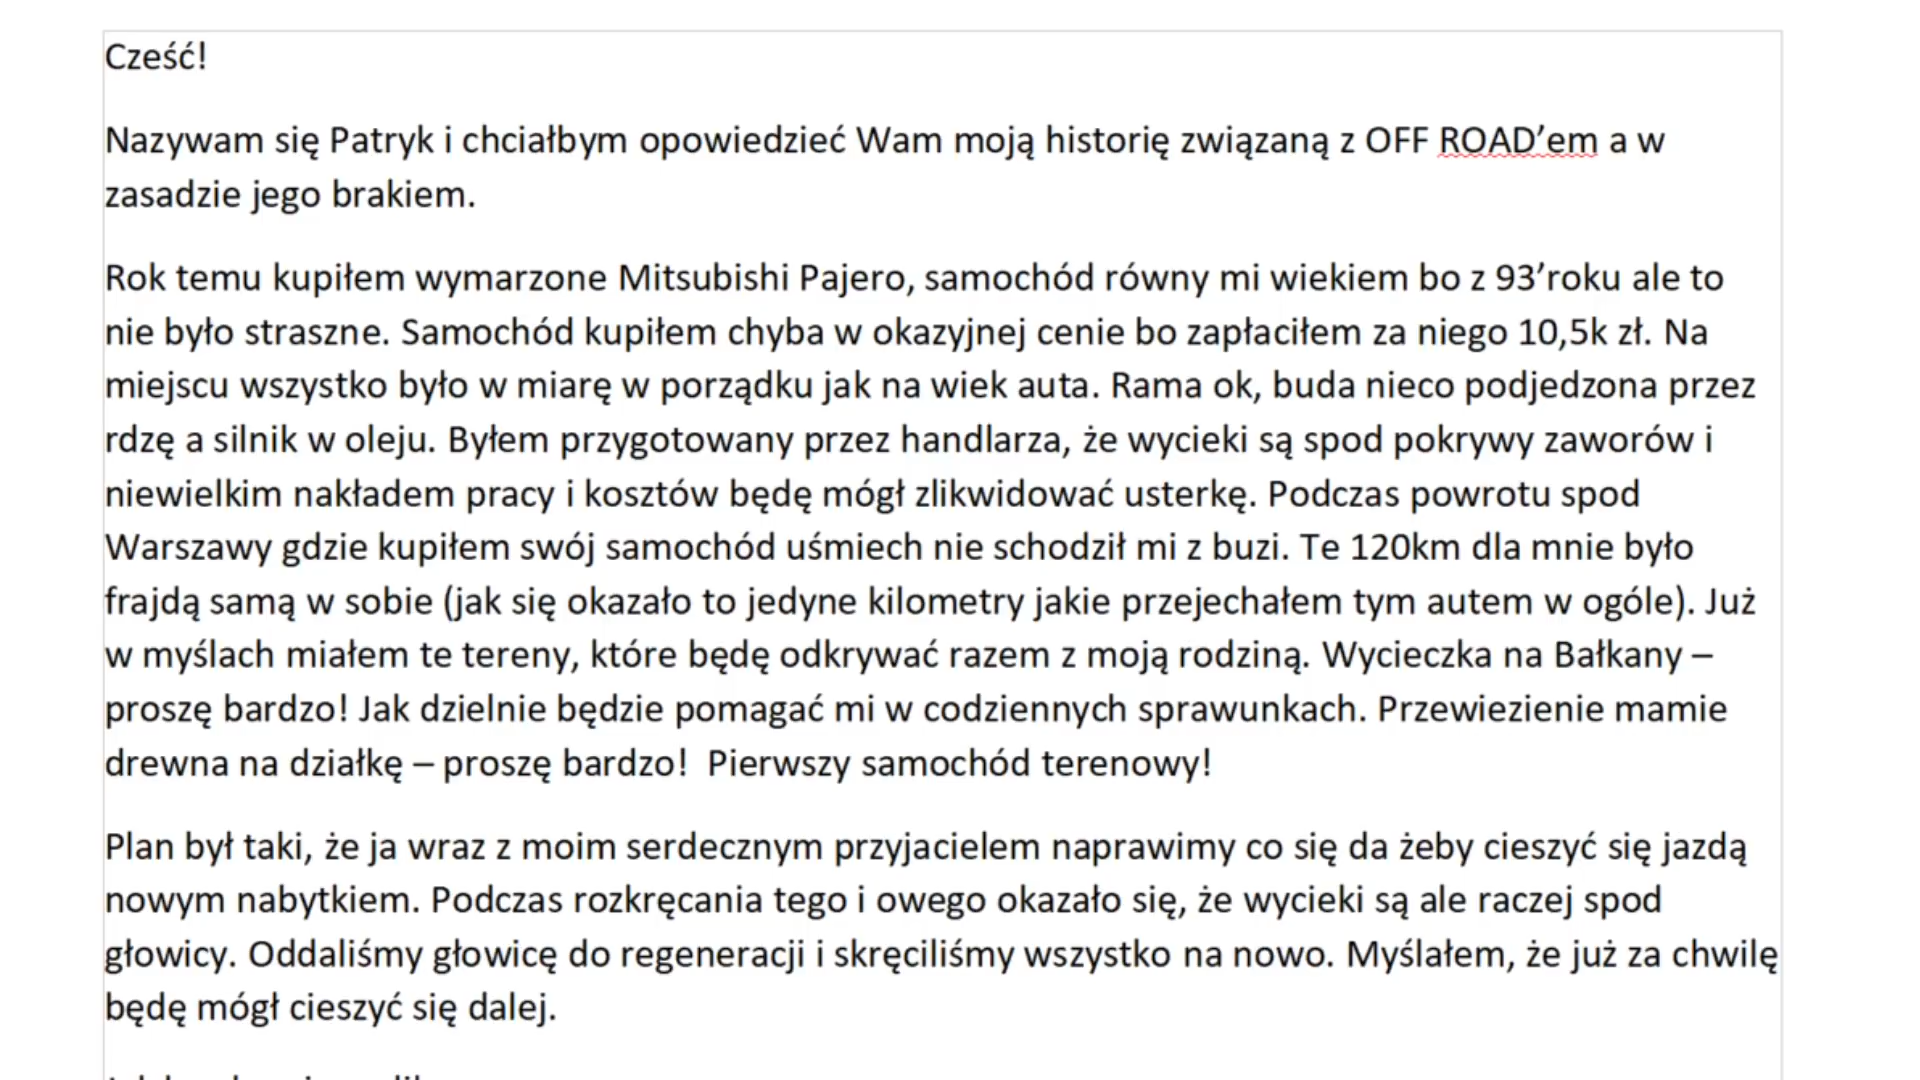 Cześć!
Nazywam się Patryk i chciałbym opowiedzieć Wam moją historię związaną z OFF ROAD’em a w
zasadzie jego brakiem.
Rok temu kupiłem wymarzone Mitsubishi Pajero, samochód równy mi wiekiem bo z 93’roku ale to
nie było straszne. Samochód kupiłem chyba w okazyjnej cenie bo zapłaciłem za niego 10,5k zł. Na
miejscu wszystko było w miarę w porządku jak na wiek auta. Rama ok, buda nieco podjedzona przez
rdzę a silnik w oleju. Byłem przygotowany przez handlarza, że wycieki są spod pokrywy zaworów i
niewielkim nakładem pracy i kosztów będę mógł zlikwidować usterkę. Podczas powrotu spod
Warszawy gdzie kupiłem swój samochód uśmiech nie schodził mi z buzi. Te 120km dla mnie było
frajdą samą w sobie (jak się okazało to jedyne kilometry jakie przejechałem tym autem w ogóle). Już
w myślach miałem te tereny, które będę odkrywać razem z moją rodziną. Wycieczka na Bałkany –
proszę bardzo! Jak dzielnie będzie pomagać mi w codziennych sprawunkach. Przewiezienie mamie
drewna na działkę – proszę bardzo!  Pierwszy samochód terenowy!
Plan był taki, że ja wraz z moim serdecznym przyjacielem naprawimy co się da żeby cieszyć się jazdą
nowym nabytkiem. Podczas rozkręcania tego i owego okazało się, że wycieki są ale raczej spod
głowicy. Oddaliśmy głowicę do regeneracji i skręciliśmy wszystko na nowo. Myślałem, że już za chwilę
będę mógł cieszyć się dalej.